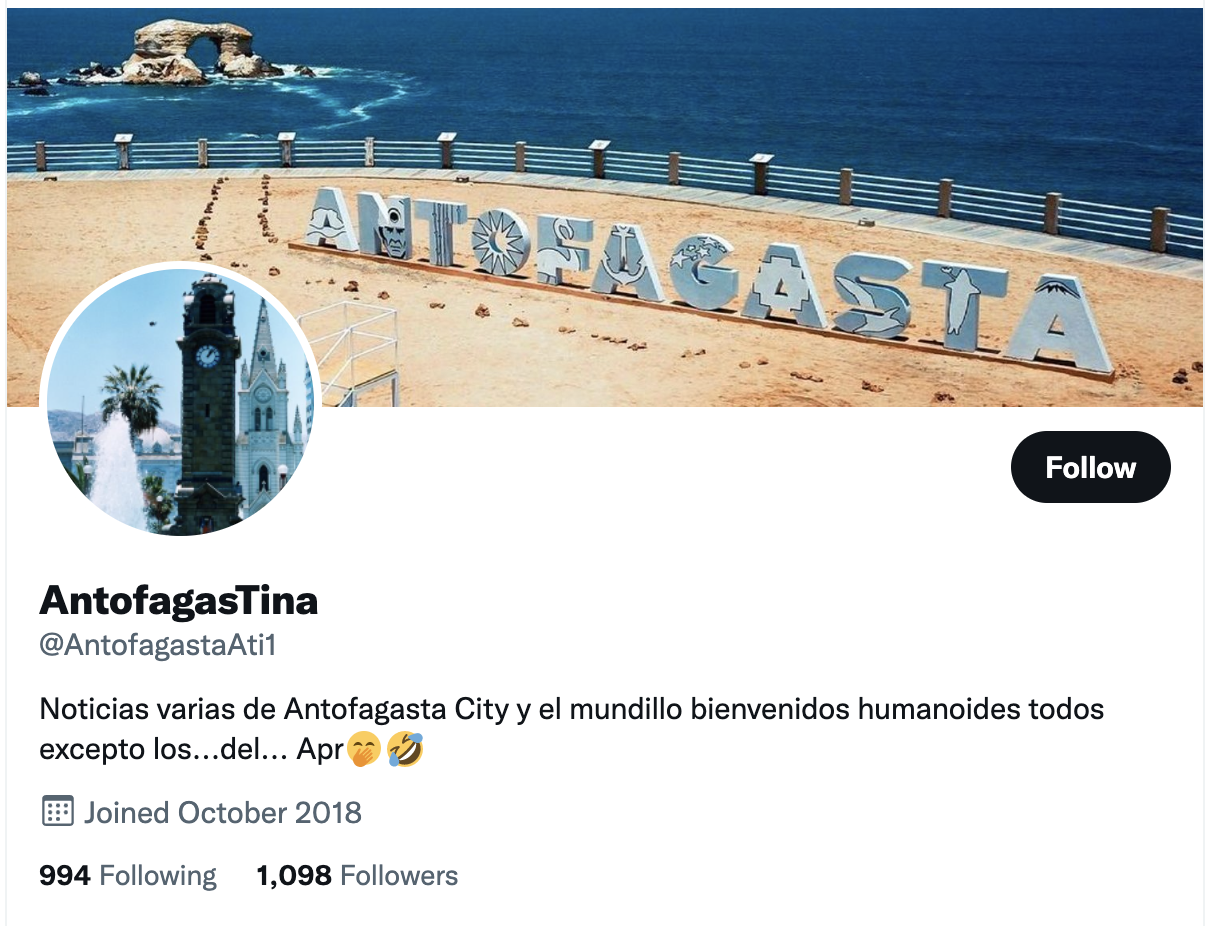 ANTOFAGASTA
Follow
AntofagasTina
@AntofagastaAti1
Noticias varias de Antofagasta City y el mundillo bienvenidos humanoides todos
excepto los...del... Apr🤭🤣
Joined October 2018
994 Following 1,098 Followers